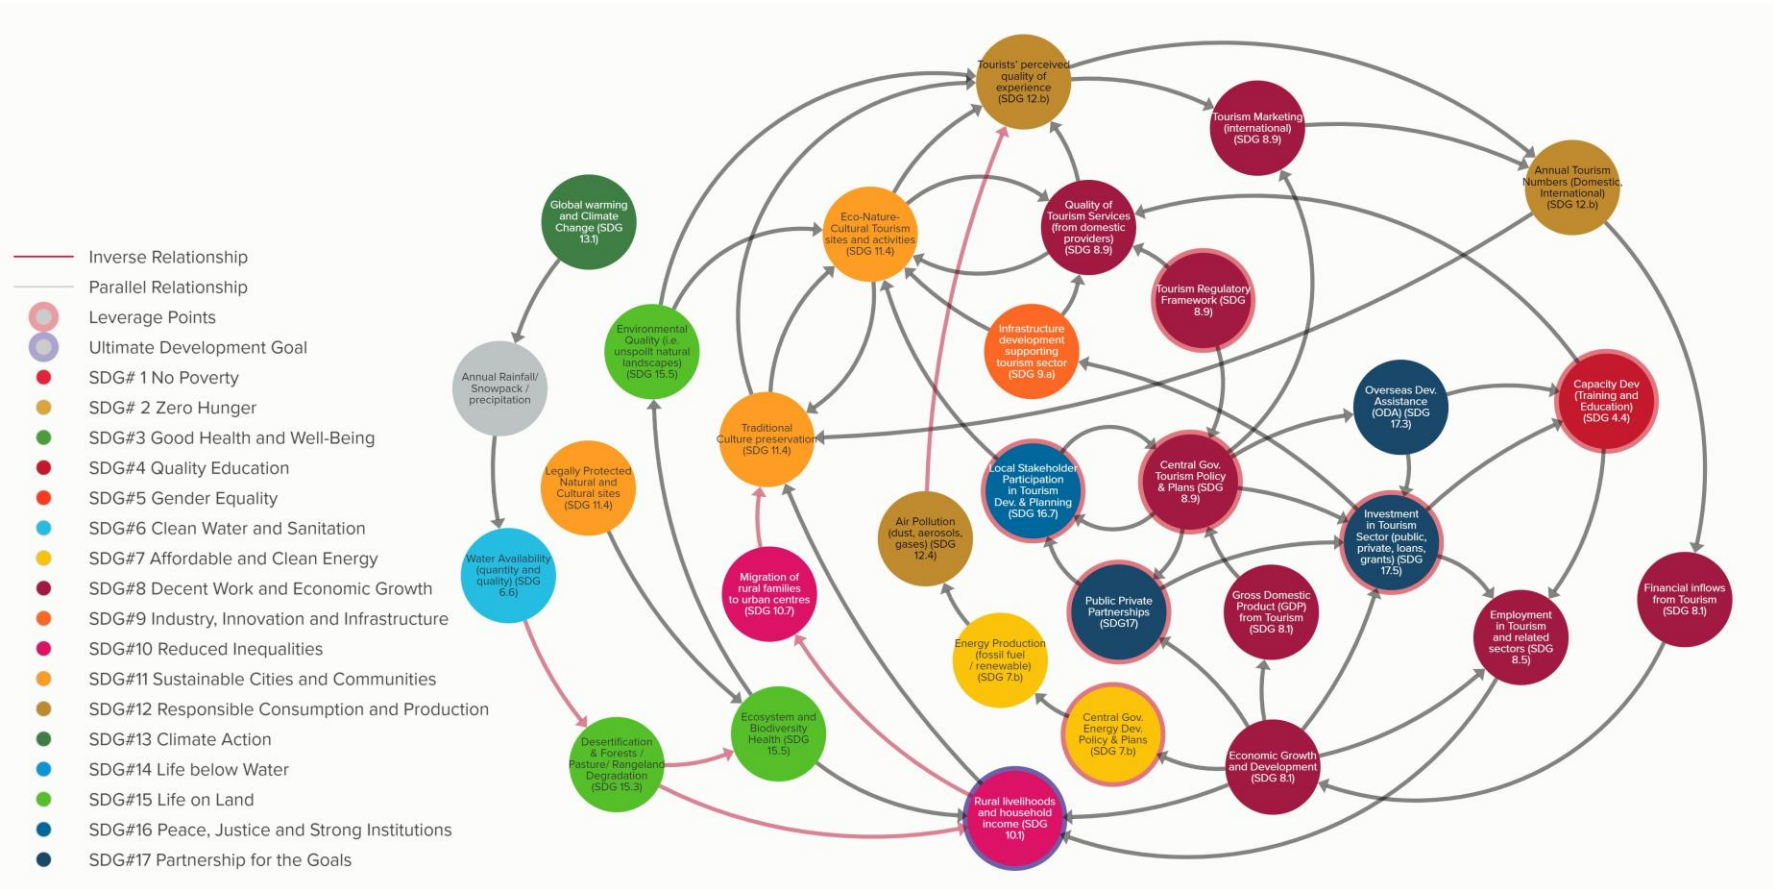 Inverse Relationship
Parallel Relationship
Leverage Points
Ultimate Development Goal
SDG# 1 No Poverty
SDG# 2 Zero Hunger
SDG#3 Good Health and Well-Being
SDG#4 Quality Education
SDG#5 Gender Equality
SDG#6 Clean Water and Sanitation
SDG#7 Affordable and Clean Energy
SDG#8 Decent Work and Economic Growth
SDG#9 Industry, Innovation and Infrastructure
SDG#10 Reduced Inequalities
SDG#11 Sustainable Cities and Communities
SDG#12 Responsible Consumption and Production
SDG#13 Climate Action
SDG#14 Life below Water
SDG#15 Life on Land
SDG#16 Peace, Justice and Strong Institutions
SDG#17 Partnership for the Goals
Global warming
and Climate
Change (SDG
13.1)
Annual Rainfall/
Snowpack /
precipitation
Water Availability
(quantity and
quality) (SDG
6.6)
Environmental
Quality (i.e.
unspoilt natural
landscapes)
(SDG 15.5)
Legally Protected
Natural and
Cultural sites
(SDG 11.4)
Desertification
& Forests /
Pasture/ Rangeland
Degradation
(SDG 15.3)
Ecosystem and
Biodiversity
Health (SDG
15.5)
Migration of
rural families
to urban centres
(SDG 10.7)
Traditional
Culture preservation
(SDG 11.4)
Eco-Nature-
Cultural Tourism
sites and activities
(SDG 11.4)
Tourists' perceived
quality of
experience
(SDG 12.b)
Quality of
Tourism Services
(from domestic
providers)
(SDG 8.9)
Tourism Marketing
(international)
(SDG 8.9)
Annual Tourism
Numbers (Domestic,
International)
(SDG 12.b)
Tourism Regulatory
Framework (SDG
8.9)
Infrastructure
development
supporting
tourism sector
(SDG 9.a)
Overseas Dev.
Assistance
(ODA) (SDG
17.3)
Capacity Dev
(Training and
Education)
(SDG 4.4)
Local Stakeholder
Participation
in Tourism
Dev. & Planning
(SDG 16.7)
Central Gov.
Tourism Policy
& Plans (SDG
8.9)
Investment
in Tourism
Sector (public,
private, loans,
grants) (SDG
17.5)
Air Pollution
(dust, aerosols,
gases) (SDG
12.4)
Public Private
Partnerships
(SDG17)
Gross Domestic
Product (GDP)
from Tourism
(SDG 8.1)
Employment
in Tourism
and related
sectors (SDG
8.5)
Financial inflows
from Tourism
(SDG 8.1)
Energy Production
(fossil fuel
/ renewable)
(SDG 7.b)
Central Gov.
Energy Dev.
Policy & Plans
(SDG 7.b)
Economic Growth
and Development
(SDG 8.1)
Rural livelihoods
and household
income (SDG
10.1)